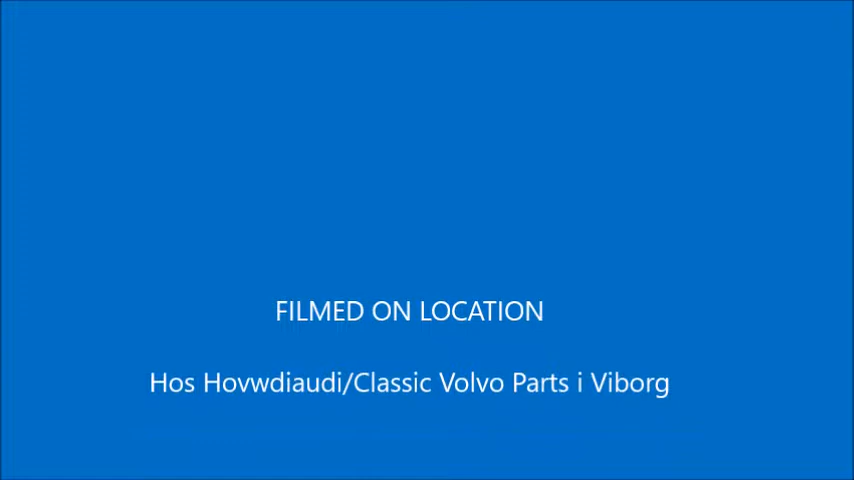 FILMED ON LOCATION
Hos Hovwdiaudi/Classic Volvo Parts i Viborg